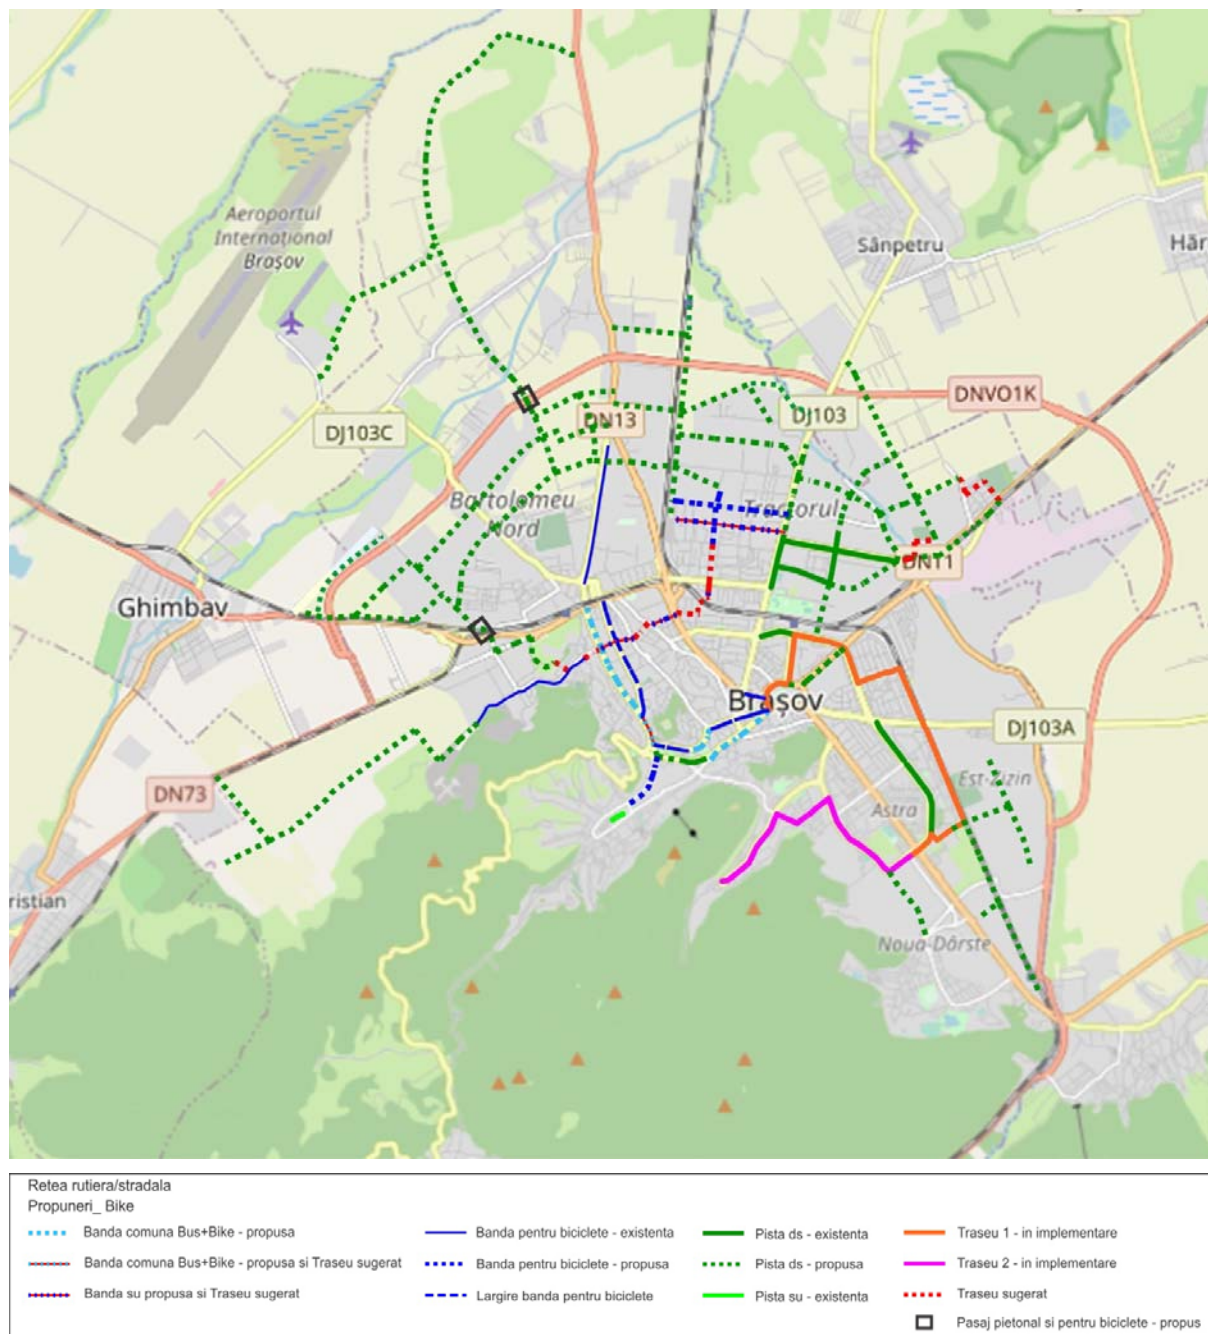 Aeroportul
Internațional
Brașov
Sânpetru
Hăr
DNVO1K
DN13
DJ103
DJ103C
Bartolomeu
Nord
Tractorul
DN11
Ghimbav
Brașov
DJ103A
Est-Zizin
DN73
Astra
ristian
Noua-Dârste
Retea rutiera/stradala
Propuneri_ Bike
Banda comuna Bus+Bike - propusa
Banda pentru biciclete - existenta
Pista ds - existenta
Traseu 1 - in implementare
Banda comuna Bus+Bike - propusa si Traseu sugerat
Banda pentru biciclete - propusa
Pista ds - propusa
Traseu 2 - in implementare
Banda su propusa si Traseu sugerat
Largire banda pentru biciclete
Pista su - existenta
Traseu sugerat
Pasaj pietonal si pentru biciclete - propus